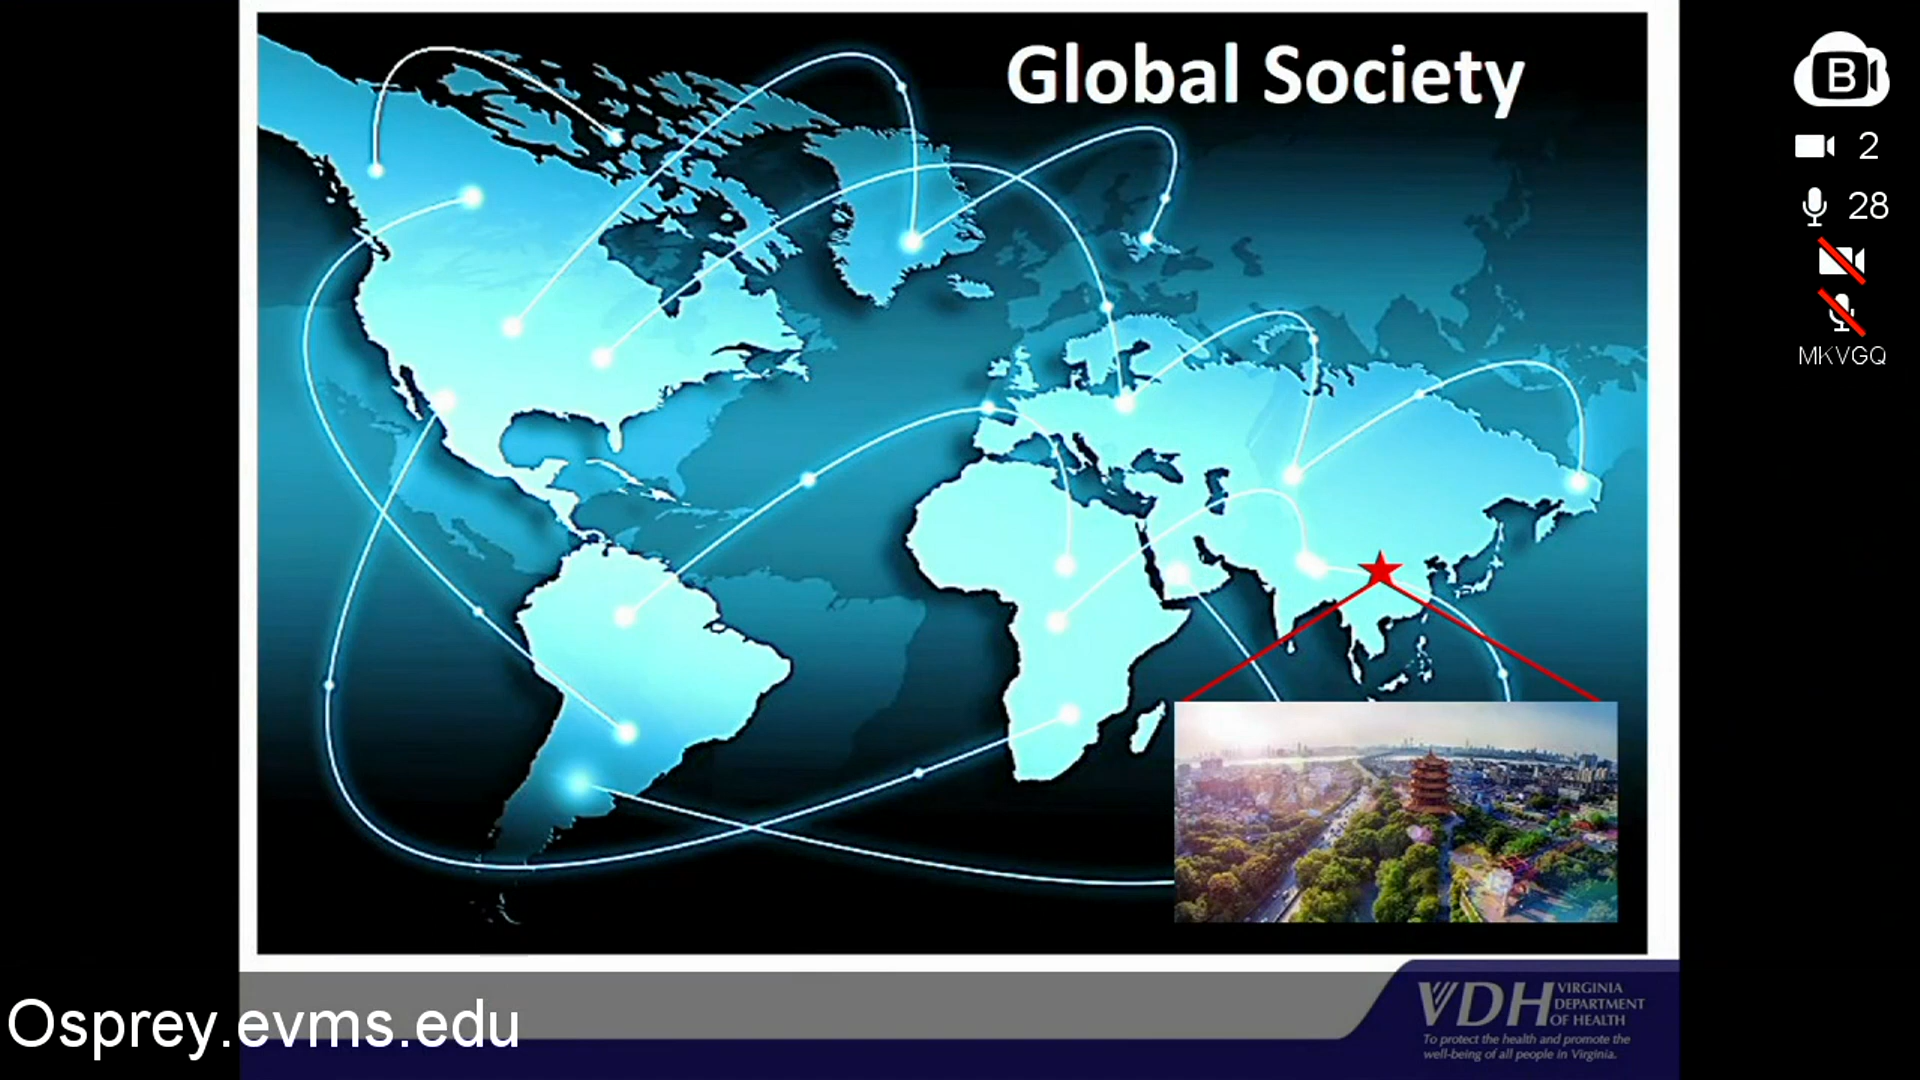 Global Society
B
2
28
MKVGQ
VDH VIRGINIA
DEPARTMENT
OF HEALTH
To protect the health and promote the
well-being of all people in Virginia.
Osprey.evms.edu